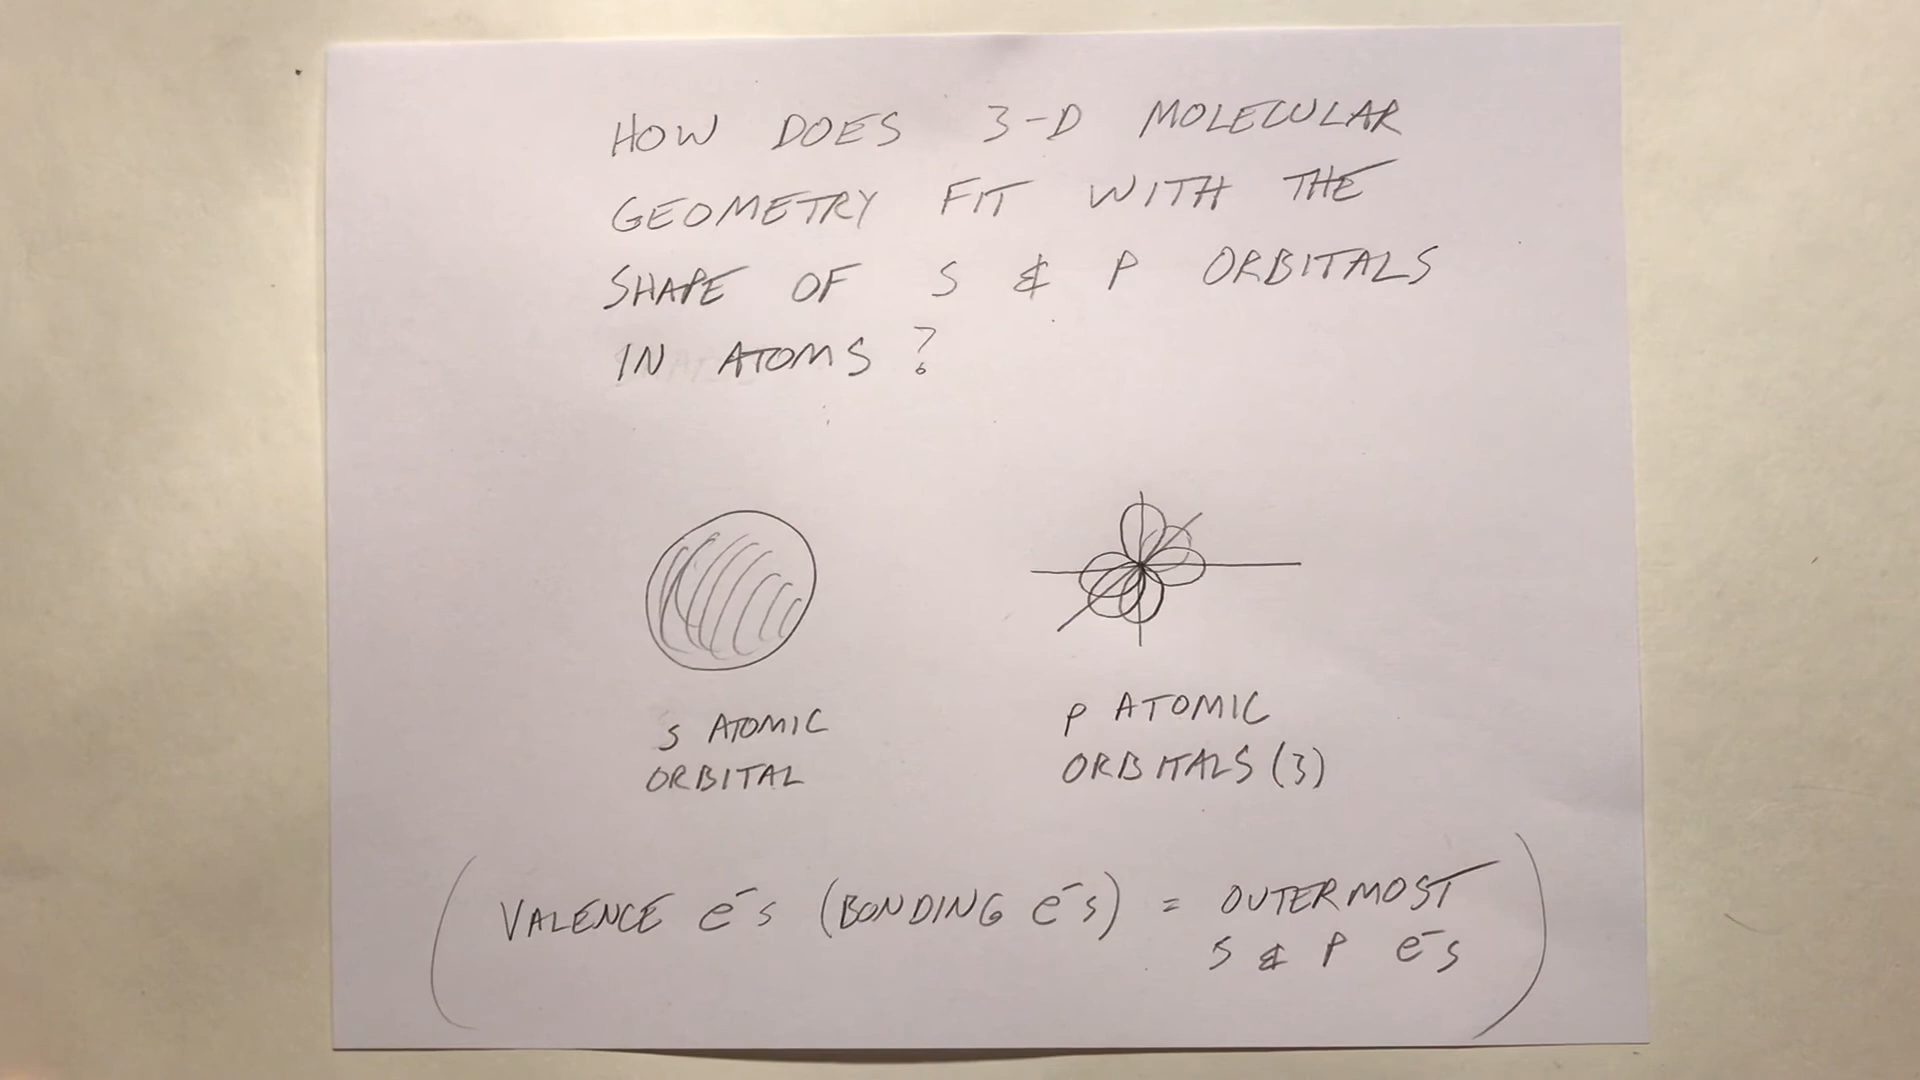 HOW DOES 3-D MOLECULAR
GEOMETRY FIT WITH THE
SHAPE OF S & P ORBITALS
IN ATOMS ?
S ATOMIC
ORBITAL
P ATOMIC
ORBITALS (3)
( VALENCE e⁻s (BONDING e⁻s) = OUTERMOST
S & P e⁻s )